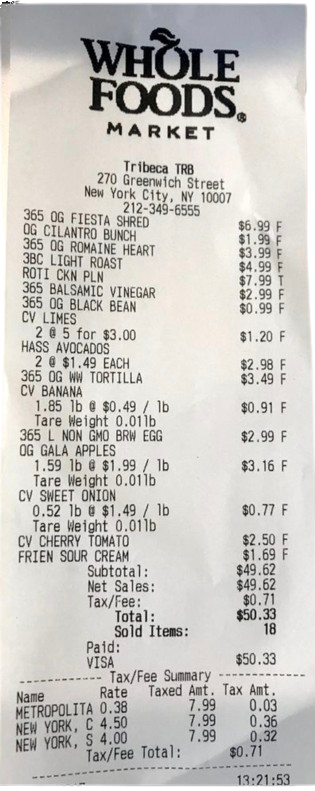 WHOLE
FOODS®
MARKET
Tribeca TRB
270 Greenwich Street
New York City, NY 10007
212-349-6555
365 OG FIESTA SHRED $6.99 F
OG CILANTRO BUNCH $1.99 F
365 OG ROMAINE HEART $3.99 F
3BC LIGHT ROAST $4.99 F
ROTI CKN PLN $7.99 T
365 BALSAMIC VINEGAR $2.99 F
365 OG BLACK BEAN $0.99 F
CV LIMES
2 @ 5 for $3.00 $1.20 F
HASS AVOCADOS
2 @ $1.49 EACH $2.98 F
365 OG WW TORTILLA $3.49 F
CV BANANA
1.85 lb @ $0.49 / lb $0.91 F
Tare Weight 0.01lb
365 L NON GMO BRW EGG $2.99 F
OG GALA APPLES
1.59 lb @ $1.99 / lb $3.16 F
Tare Weight 0.01lb
CV SWEET ONION
0.52 lb @ $1.49 / lb $0.77 F
Tare Weight 0.01lb
CV CHERRY TOMATO $2.50 F
FRIEN SOUR CREAM $1.69 F
Subtotal: $49.62
Net Sales: $49.62
Tax/Fee: $0.71
Total: $50.33
Sold Items: 18
Paid:
VISA $50.33
Tax/Fee Summary
Name Rate Taxed Amt. Tax Amt.
METROPOLITA 0.38 7.99 0.03
NEW YORK, C 4.50 7.99 0.36
NEW YORK, S 4.00 7.99 0.32
Tax/Fee Total: $0.71
13:21:53